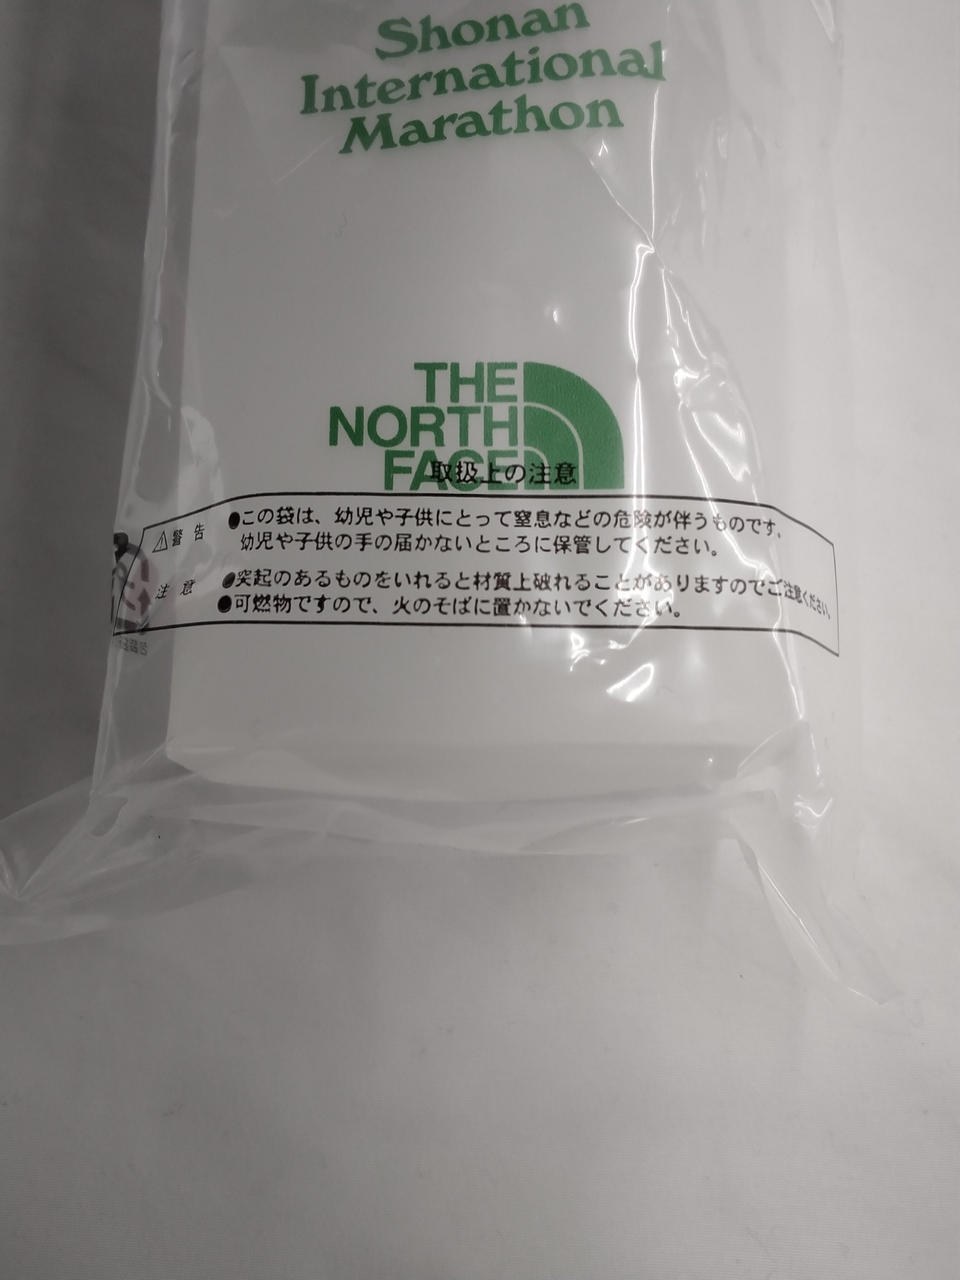 Shonan
International
Marathon
THE
NORTH
FACE
取扱上の注意
⚠警告 ●この袋は、幼児や子供にとって窒息などの危険が伴うものです。
幼児や子供の手の届かないところに保管してください。
注意 ●突起のあるものをいれると材質上破れることがありますのでご注意ください。
●可燃物ですので、火のそばに置かないでください。